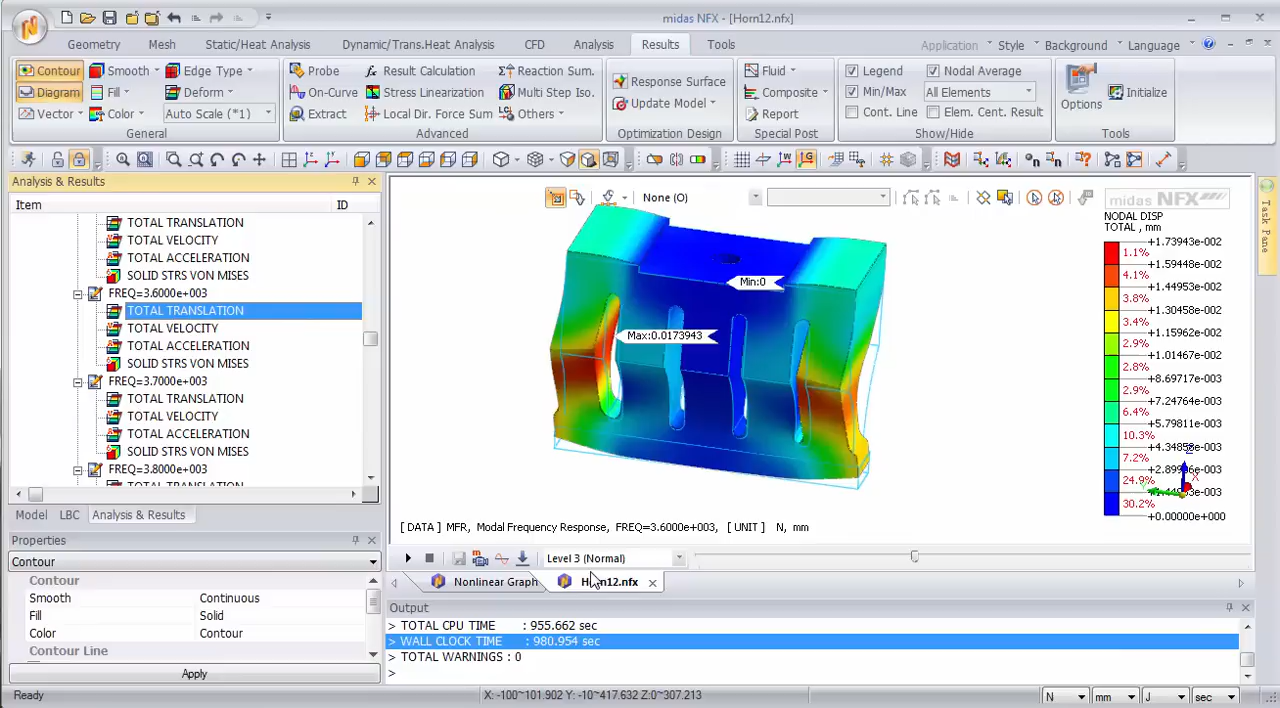 midas NFX - [Horn12.nfx]
Geometry Mesh Static/Heat Analysis Dynamic/Trans.Heat Analysis CFD Analysis Results Tools Application Style Background Language
Contour Smooth Edge Type Probe Result Calculation Reaction Sum. Response Surface Fluid Legend Nodal Average Options Initialize
Diagram Fill Deform On-Curve Stress Linearization Multi Step Iso. Update Model Composite Min/Max All Elements
Vector Color Auto Scale (*1) Extract Local Dir. Force Sum Others Report Cont. Line Elem. Cent. Result
General Advanced Optimization Design Special Post Show/Hide Tools
Analysis & Results
Item ID
TOTAL TRANSLATION
TOTAL VELOCITY
TOTAL ACCELERATION
SOLID STRS VON MISES
FREQ=3.6000e+003
TOTAL TRANSLATION
TOTAL VELOCITY
TOTAL ACCELERATION
SOLID STRS VON MISES
FREQ=3.7000e+003
TOTAL TRANSLATION
TOTAL VELOCITY
TOTAL ACCELERATION
SOLID STRS VON MISES
FREQ=3.8000e+003
TOTAL TRANSLATION
Model LBC Analysis & Results
Properties
Contour
Contour
Smooth Continuous
Fill Solid
Color Contour
Contour Line
Apply
None (O)
midas NFX
NODAL DISP
TOTAL , mm
+1.73943e-002
1.1%
+1.59448e-002
4.1%
+1.44953e-002
3.8%
+1.30458e-002
3.4%
+1.15962e-002
2.9%
+1.01467e-002
2.8%
+8.69717e-003
2.9%
+7.24764e-003
6.4%
+5.79811e-003
10.3%
7.2%
24.9%
30.2%
+0.00000e+000
Min:0
Max:0.0173943
X
[ DATA ] MFR, Modal Frequency Response, FREQ=3.6000e+003, [ UNIT ] N, mm
Level 3 (Normal)
Nonlinear Graph Horn12.nfx
Task Pane
Output
> TOTAL CPU TIME : 955.662 sec
> WALL CLOCK TIME : 980.954 sec
> TOTAL WARNINGS : 0
>
Ready X: -100~101.902 Y: -10~417.632 Z:0~307.213 N mm J sec